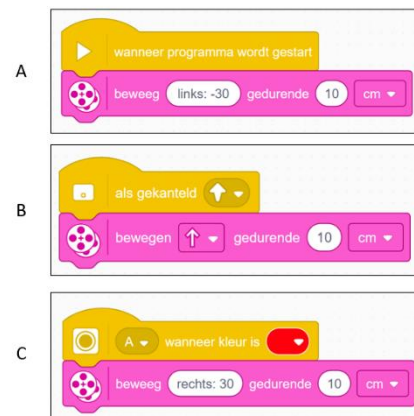 A
wanneer programma wordt gestart
beweeg links: -30 gedurende 10 cm
B
als gekanteld
bewegen gedurende 10 cm
C
A wanneer kleur is
beweeg rechts: 30 gedurende 10 cm